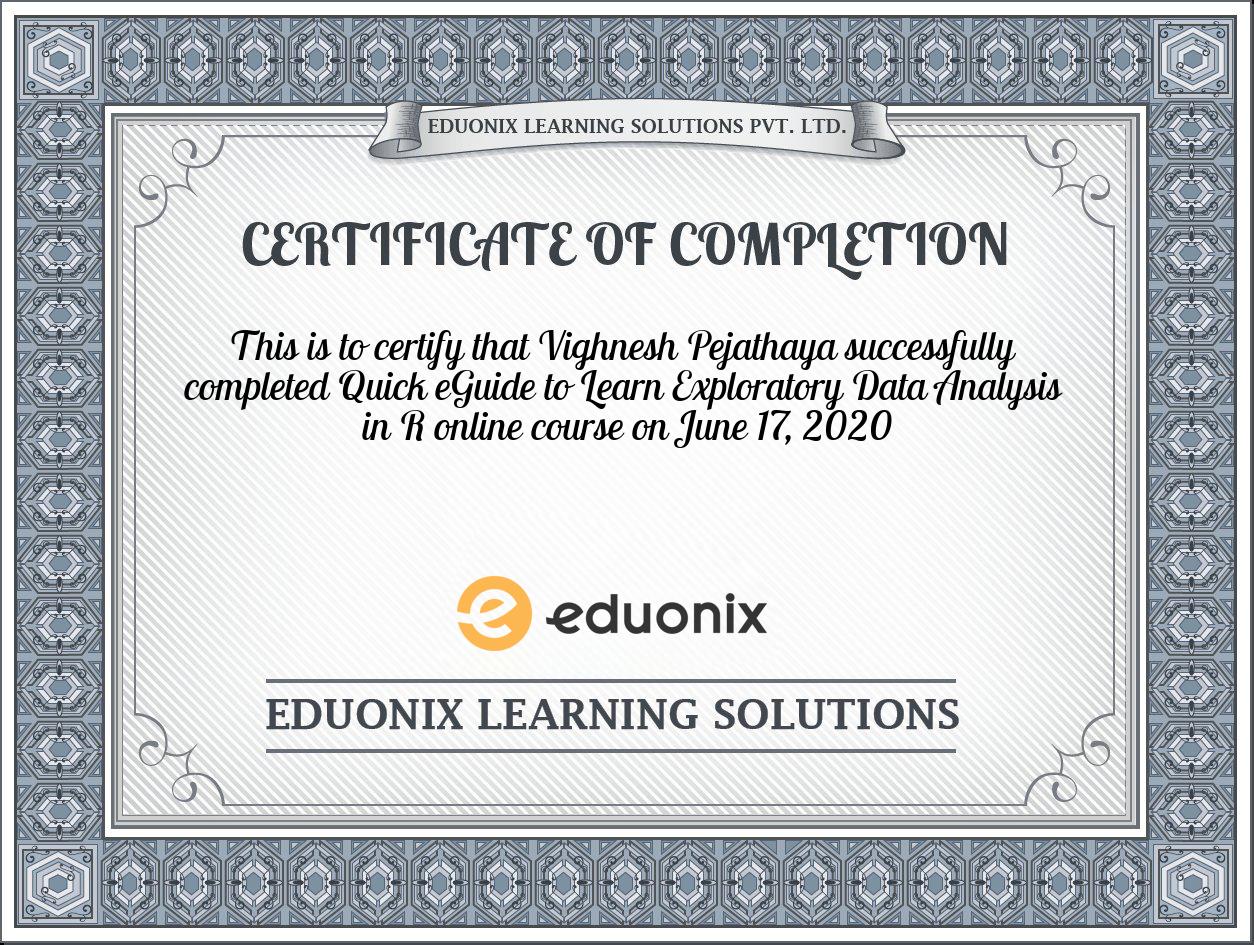 EDUONIX LEARNING SOLUTIONS PVT. LTD.
CERTIFICATE OF COMPLETION
This is to certify that Vighnesh Pejathaya successfully
completed Quick eGuide to Learn Exploratory Data Analysis
in R online course on June 17, 2020
eduonix
EDUONIX LEARNING SOLUTIONS